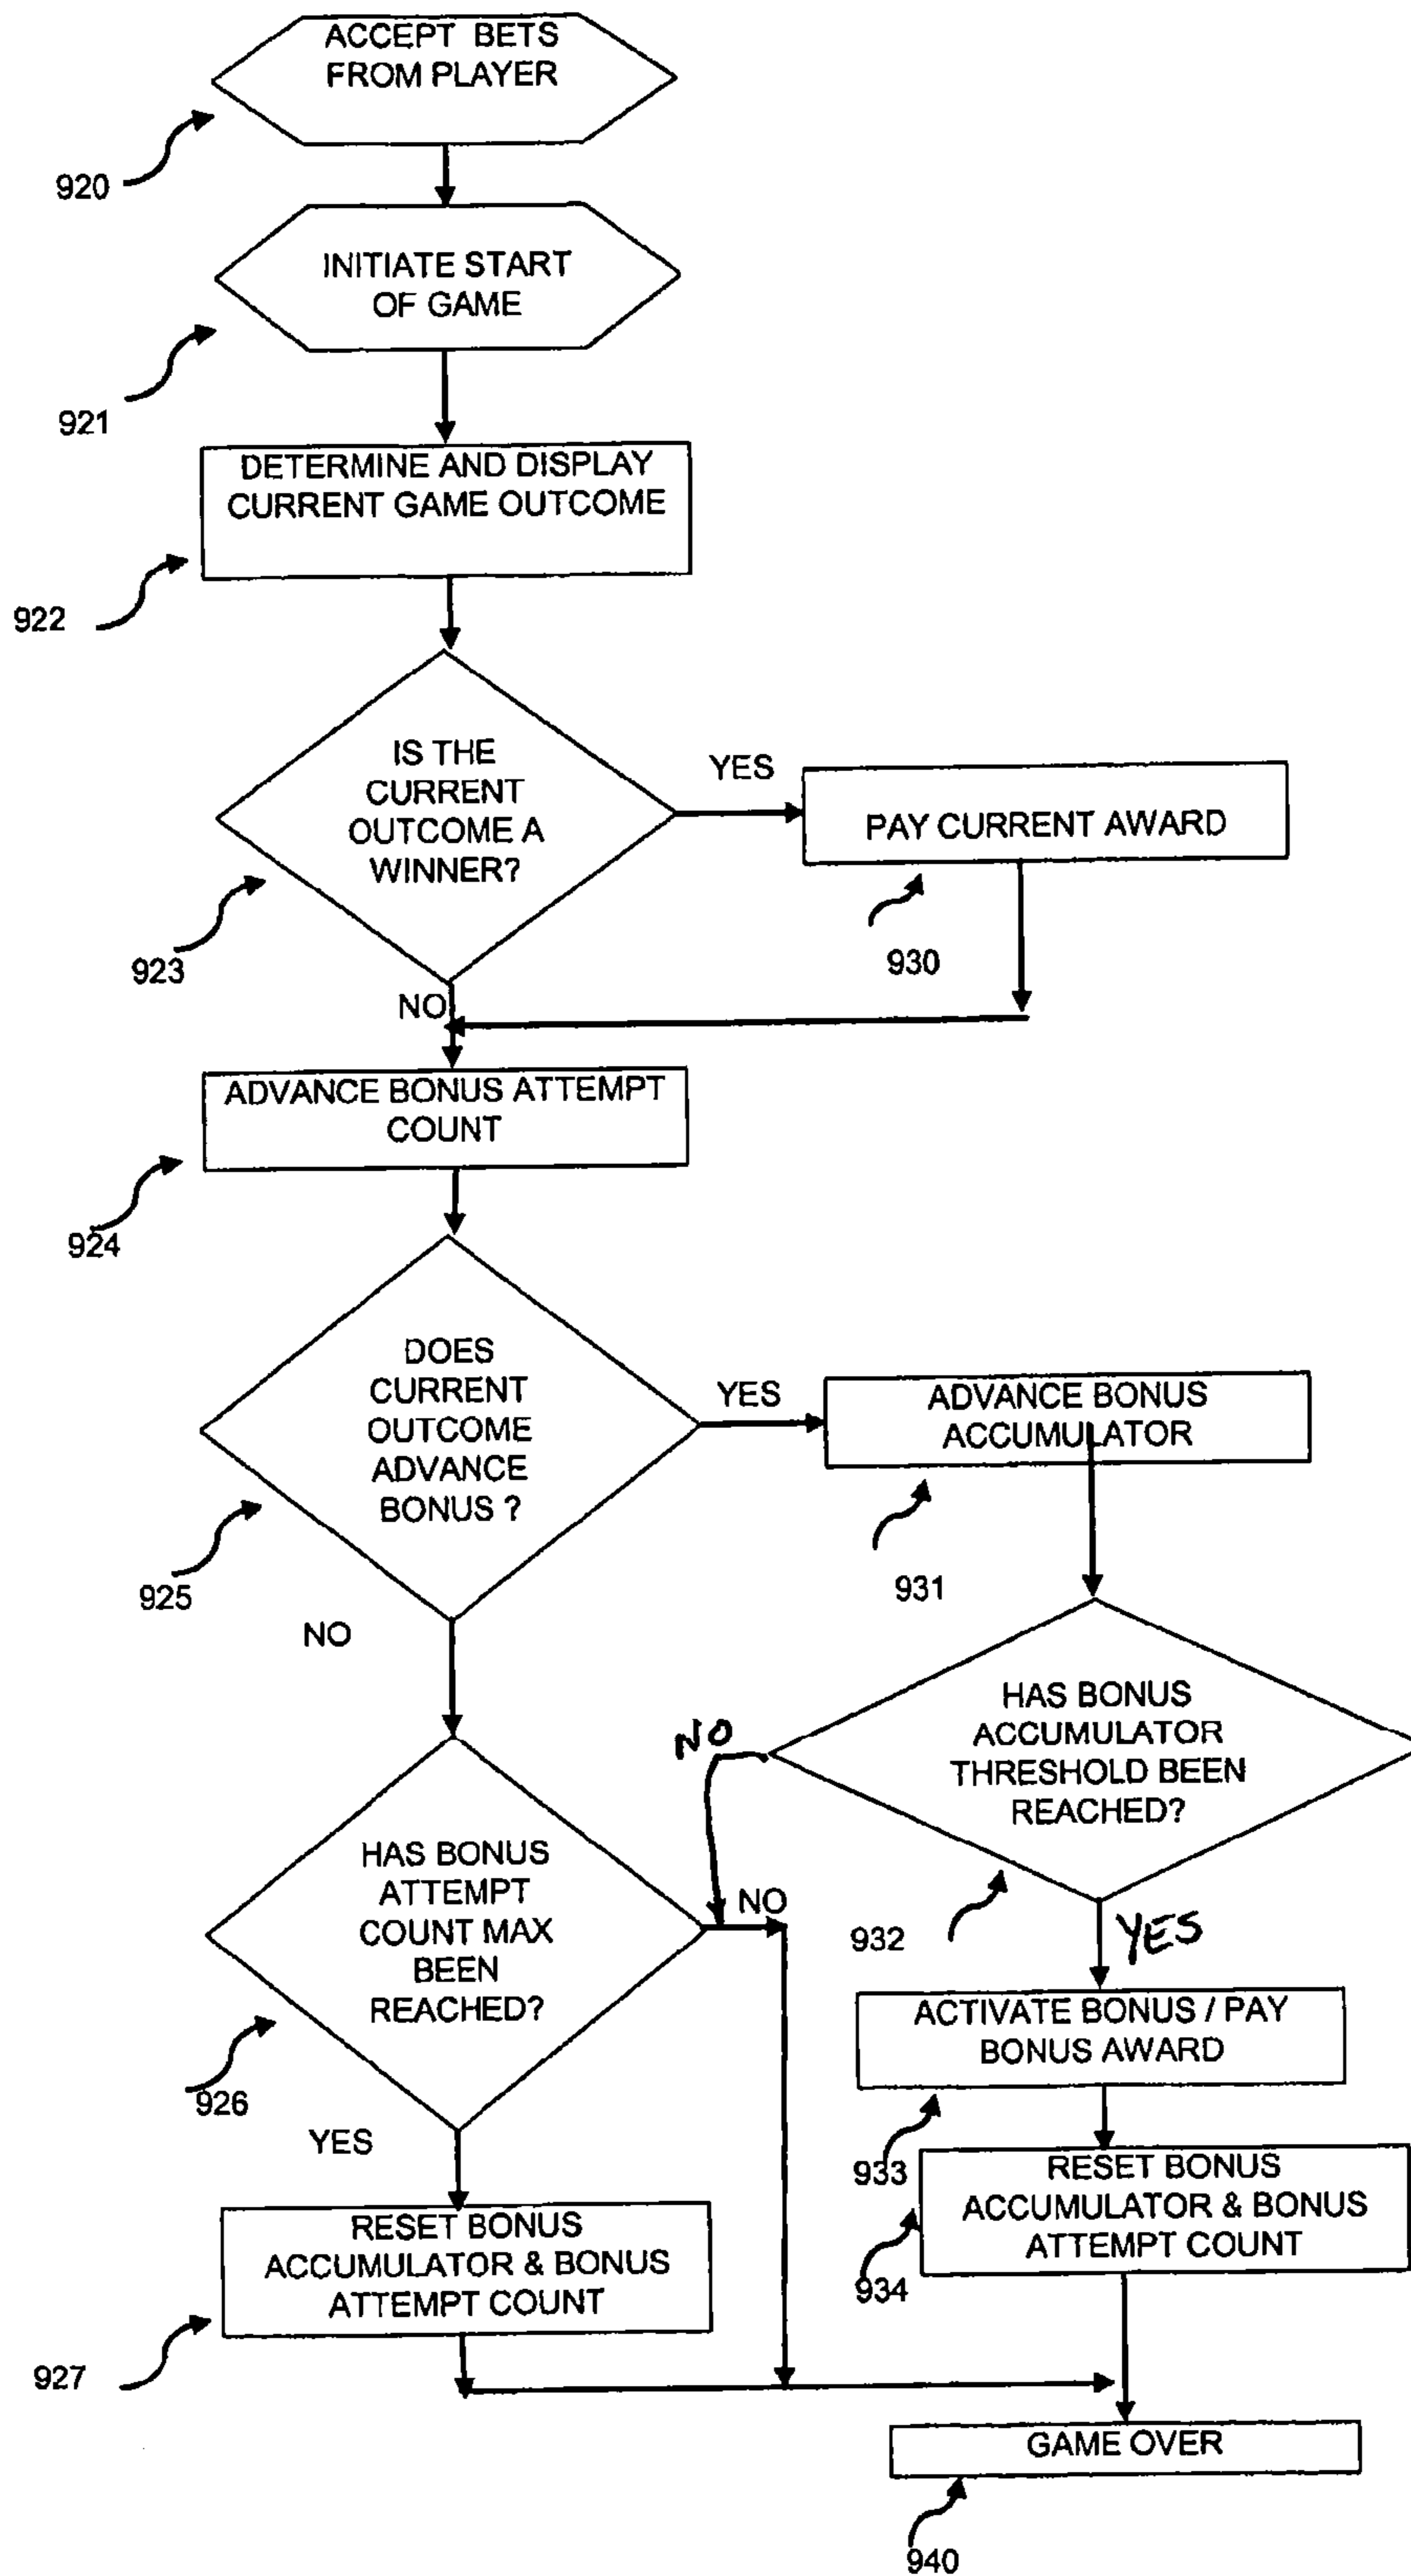 ACCEPT BETS
FROM PLAYER
920
INITIATE START
OF GAME
921
DETERMINE AND DISPLAY
CURRENT GAME OUTCOME
922
IS THE
CURRENT
OUTCOME A
WINNER?
923
YES
PAY CURRENT AWARD
930
NO
ADVANCE BONUS ATTEMPT
COUNT
924
DOES
CURRENT
OUTCOME
ADVANCE
BONUS ?
925
YES
ADVANCE BONUS
ACCUMULATOR
931
NO
HAS BONUS
ACCUMULATOR
THRESHOLD BEEN
REACHED?
932
NO
YES
HAS BONUS
ATTEMPT
COUNT MAX
BEEN
REACHED?
926
NO
ACTIVATE BONUS / PAY
BONUS AWARD
933
YES
RESET BONUS
ACCUMULATOR & BONUS
ATTEMPT COUNT
934
RESET BONUS
ACCUMULATOR & BONUS
ATTEMPT COUNT
927
GAME OVER
940